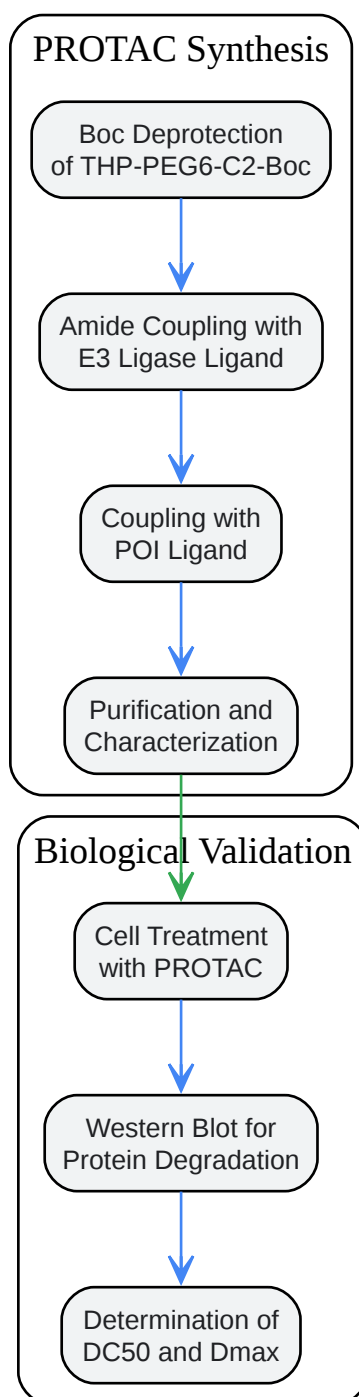 PROTAC Synthesis
Boc Deprotection
of THP-PEG6-C2-Boc
Amide Coupling with
E3 Ligase Ligand
Coupling with
POI Ligand
Purification and
Characterization
Biological Validation
Cell Treatment
with PROTAC
Western Blot for
Protein Degradation
Determination of
DC50 and Dmax